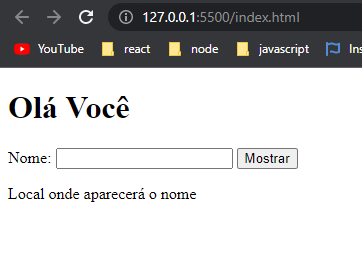 127.0.0.1:5500/index.html
YouTube react node javascript Ins
Olá Você
Nome: Mostrar
Local onde aparecerá o nome